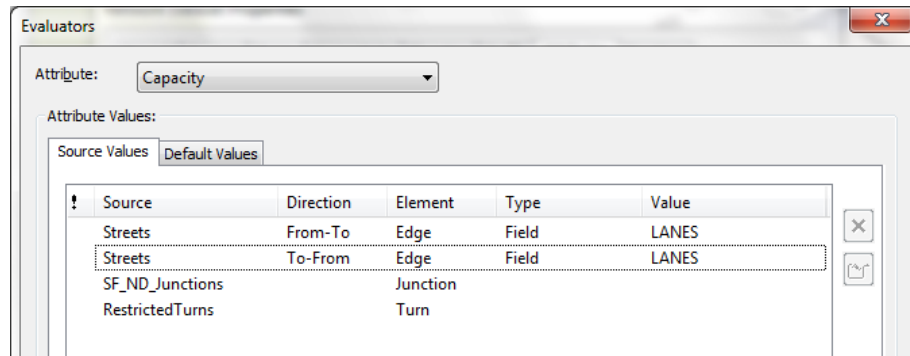 Evaluators
Attribute: Capacity
Attribute Values:
Source Values Default Values
! Source Direction Element Type Value
Streets From-To Edge Field LANES
Streets To-From Edge Field LANES
SF_ND_Junctions Junction
RestrictedTurns Turn